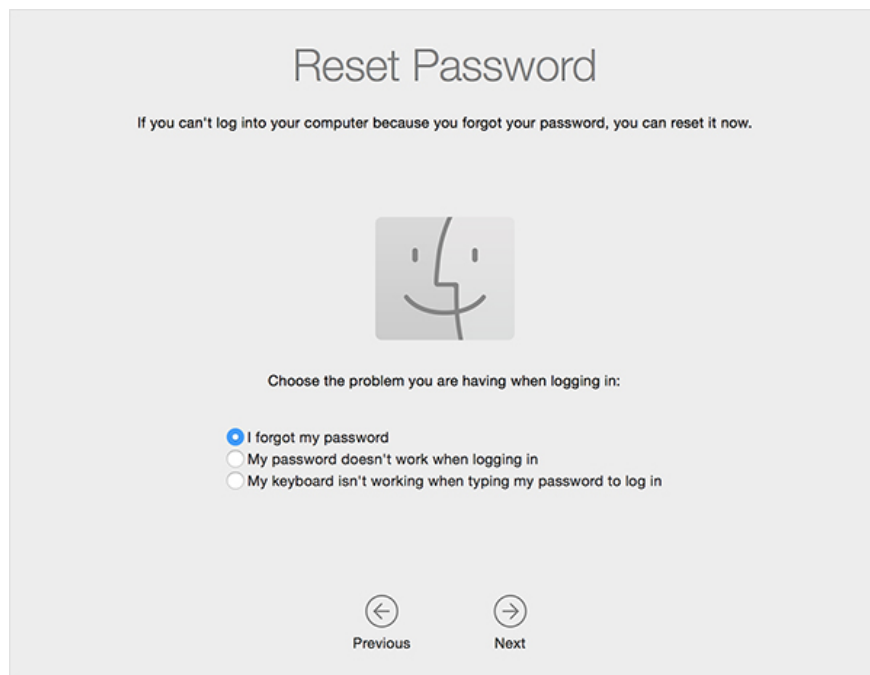 Reset Password
If you can't log into your computer because you forgot your password, you can reset it now.
Choose the problem you are having when logging in:
I forgot my password
My password doesn't work when logging in
My keyboard isn't working when typing my password to log in
Previous
Next